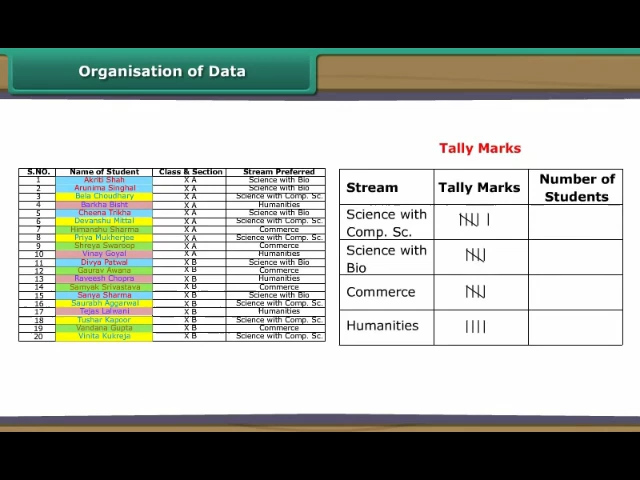 Organisation of Data
Tally Marks
S.NO. Name of Student Class & Section Stream Preferred
1 Akriti Shah X A Science with Bio
2 Arunima Singhal X A Science with Bio
3 Bela Choudhary X A Science with Comp. Sc.
4 Barkha Bisht X A Humanities
5 Cheena Trikha X A Science with Bio
6 Devanshu Mittal X A Science with Comp. Sc.
7 Himanshu Sharma X A Commerce
8 Priya Mukherjee X A Science with Comp. Sc.
9 Shreya Swaroop X A Commerce
10 Vinay Goyal X A Humanities
11 Divya Patwal X B Science with Bio
12 Gaurav Awana X B Commerce
13 Raveesh Chopra X B Humanities
14 Samyak Srivastava X B Commerce
15 Sanya Sharma X B Science with Bio
16 Saurabh Aggarwal X B Science with Comp. Sc.
17 Tejas Lalwani X B Humanities
18 Tushar Kapoor X B Science with Comp. Sc.
19 Vandana Gupta X B Commerce
20 Vinita Kukreja X B Science with Comp. Sc.
Stream Tally Marks Number of
Students
Science with
Comp. Sc.
Science with
Bio
Commerce
Humanities